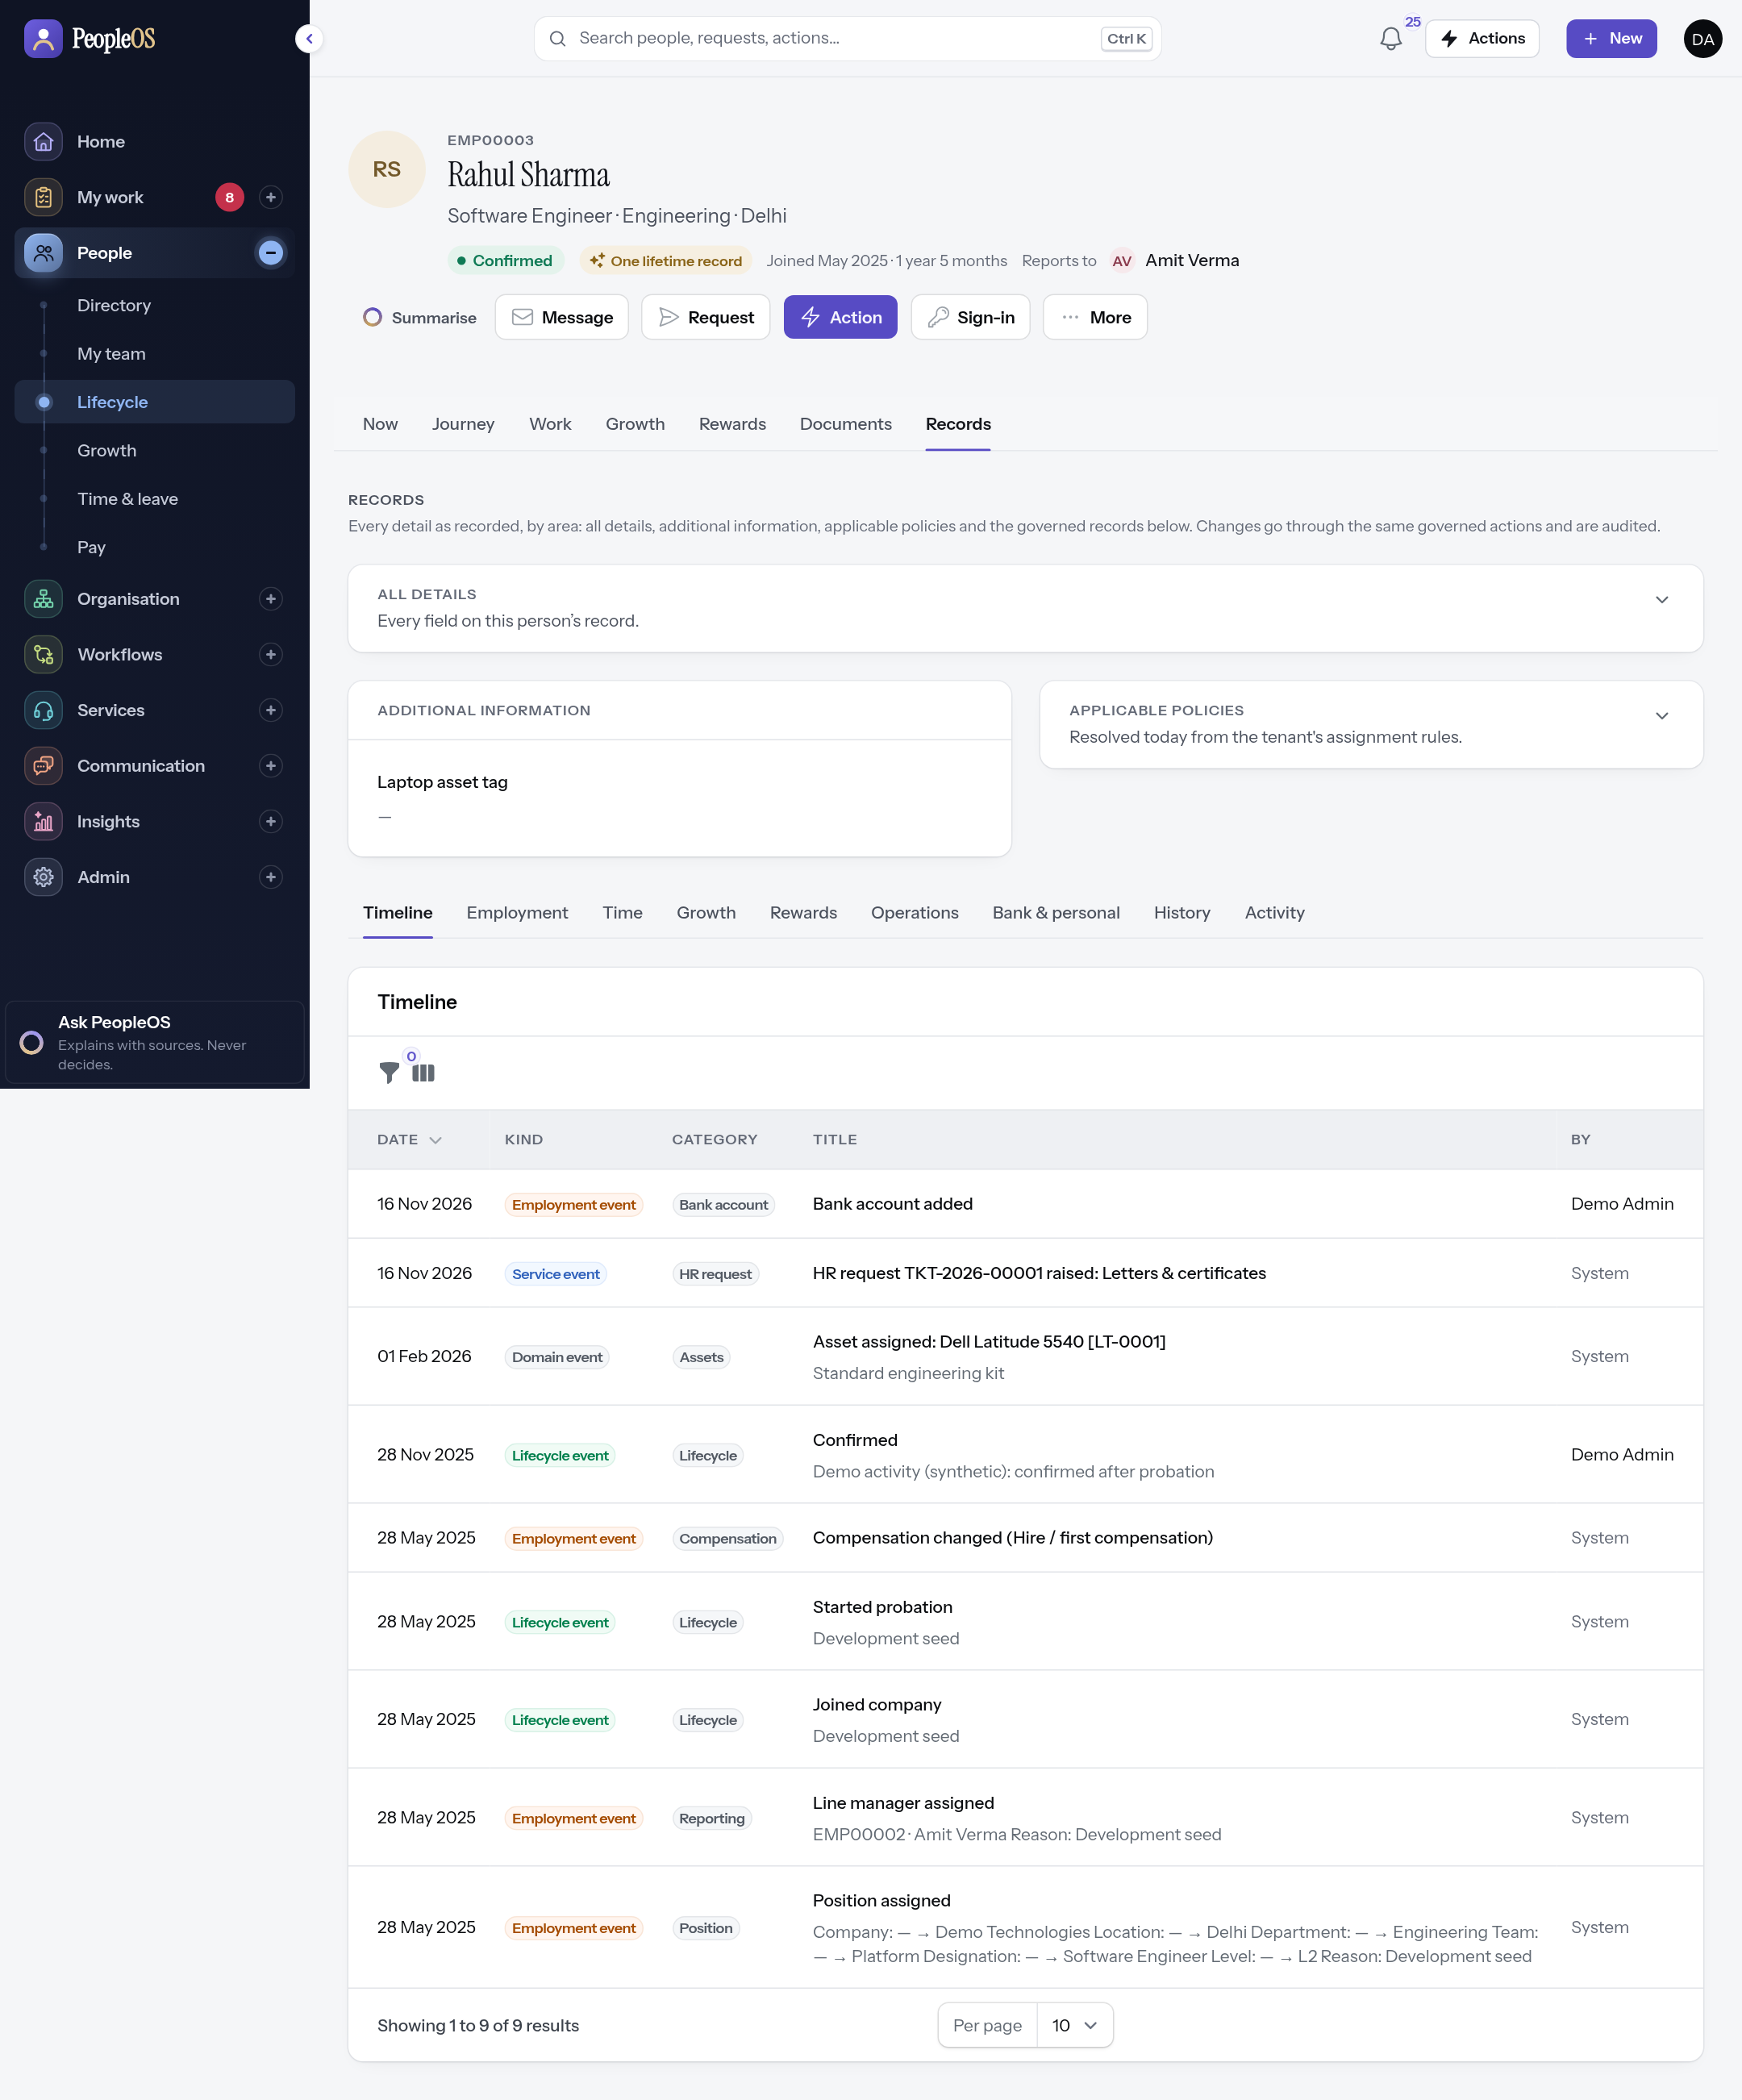 PeopleOS
Search people, requests, actions...
Ctrl K
25
Actions
New
DA
Home
My work
8
People
Directory
My team
Lifecycle
Growth
Time & leave
Pay
Organisation
Workflows
Services
Communication
Insights
Admin
Ask PeopleOS
Explains with sources. Never
decides.
RS
EMP00003
Rahul Sharma
Software Engineer · Engineering · Delhi
Confirmed
One lifetime record
Joined May 2025 · 1 year 5 months
Reports to
AV
Amit Verma
Summarise
Message
Request
Action
Sign-in
More
Now
Journey
Work
Growth
Rewards
Documents
Records
RECORDS
Every detail as recorded, by area: all details, additional information, applicable policies and the governed records below. Changes go through the same governed actions and are audited.
ALL DETAILS
Every field on this person’s record.
ADDITIONAL INFORMATION
Laptop asset tag
—
APPLICABLE POLICIES
Resolved today from the tenant's assignment rules.
Timeline
Employment
Time
Growth
Rewards
Operations
Bank & personal
History
Activity
Timeline
0
DATE KIND CATEGORY TITLE BY
16 Nov 2026 Employment event Bank account Bank account added Demo Admin
16 Nov 2026 Service event HR request HR request TKT-2026-00001 raised: Letters & certificates System
01 Feb 2026 Domain event Assets Asset assigned: Dell Latitude 5540 [LT-0001] System
Standard engineering kit
28 Nov 2025 Lifecycle event Lifecycle Confirmed Demo Admin
Demo activity (synthetic): confirmed after probation
28 May 2025 Employment event Compensation Compensation changed (Hire / first compensation) System
28 May 2025 Lifecycle event Lifecycle Started probation System
Development seed
28 May 2025 Lifecycle event Lifecycle Joined company System
Development seed
28 May 2025 Employment event Reporting Line manager assigned System
EMP00002 · Amit Verma Reason: Development seed
28 May 2025 Employment event Position Position assigned System
Company: — → Demo Technologies Location: — → Delhi Department: — → Engineering Team:
— → Platform Designation: — → Software Engineer Level: — → L2 Reason: Development seed
Showing 1 to 9 of 9 results
Per page
10